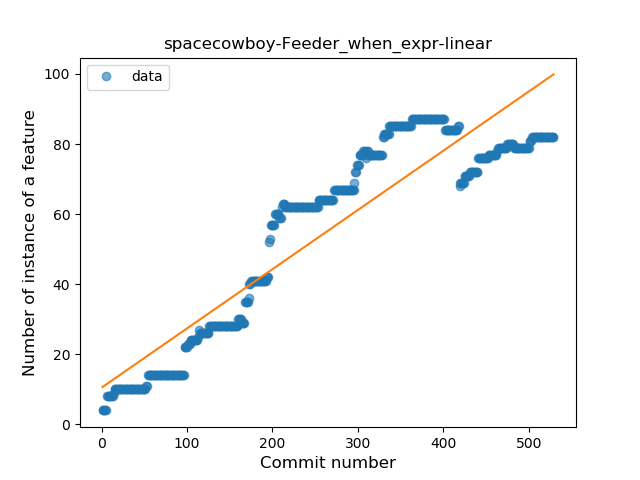 spacecowboy-Feeder_when_expr-linear
data
Number of instance of a feature
100
80
60
40
20
0
0 100 200 300 400 500
Commit number